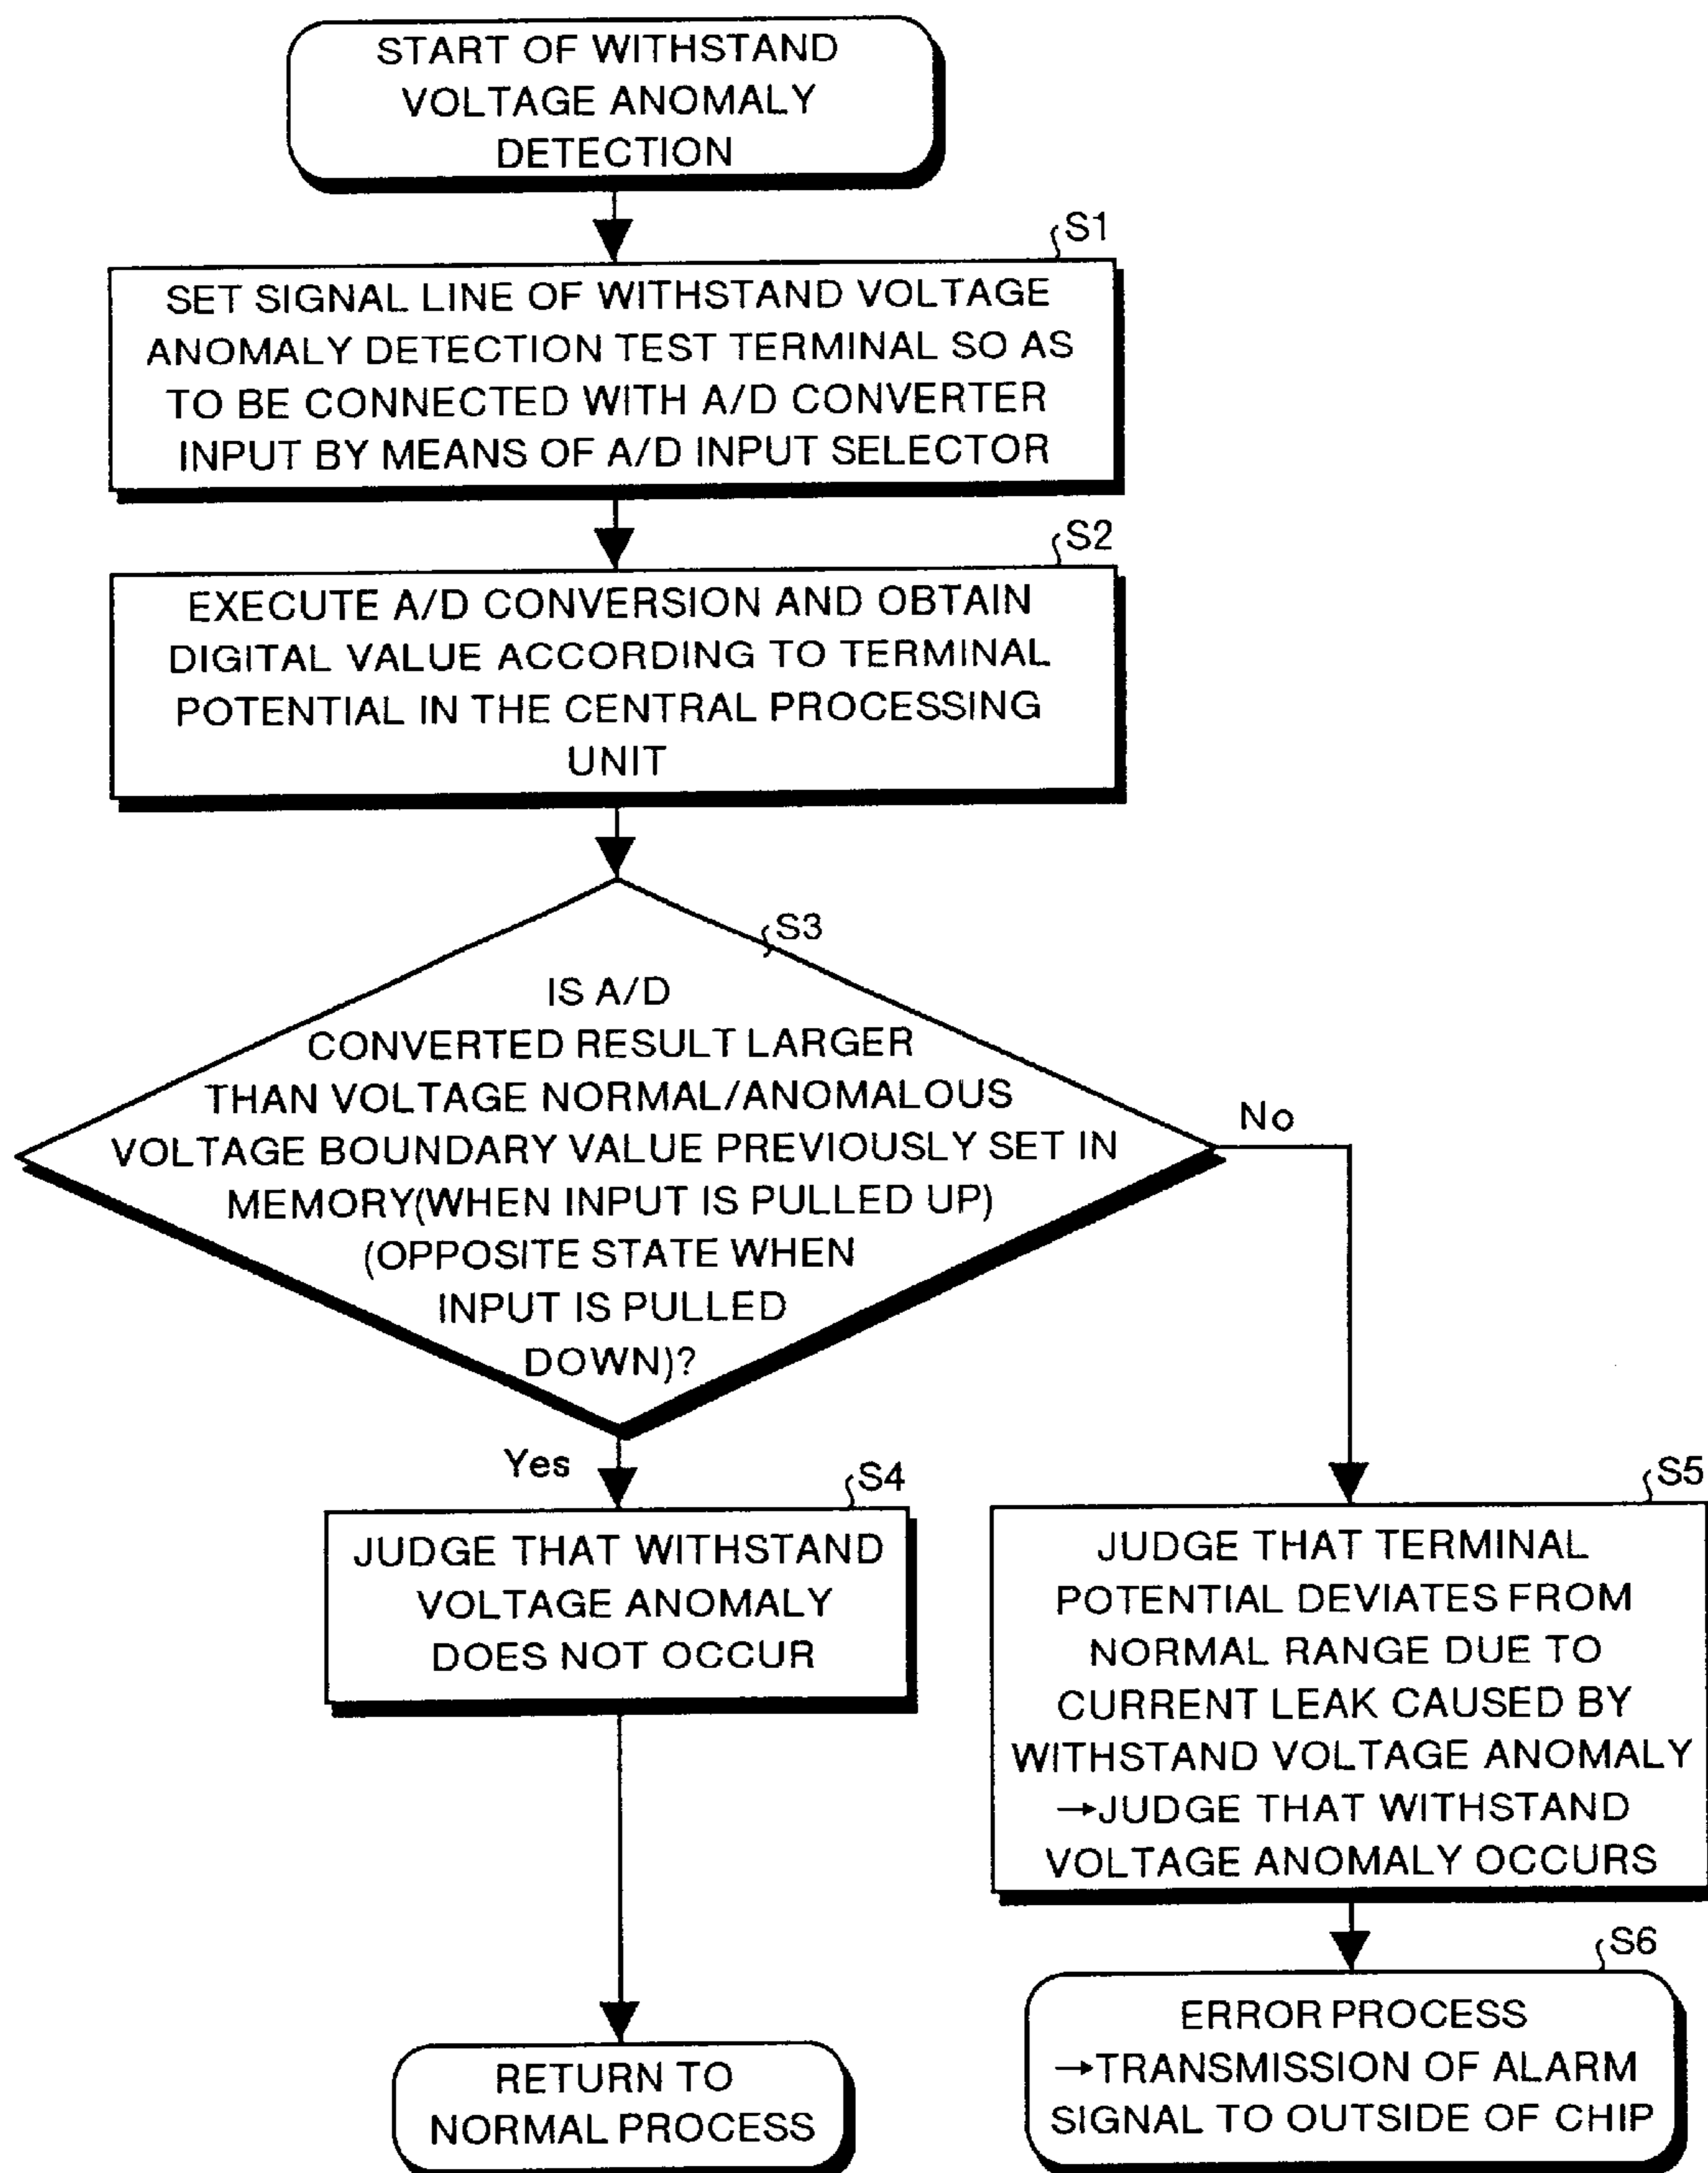 START OF WITHSTAND
VOLTAGE ANOMALY
DETECTION
S1
SET SIGNAL LINE OF WITHSTAND VOLTAGE
ANOMALY DETECTION TEST TERMINAL SO AS
TO BE CONNECTED WITH A/D CONVERTER
INPUT BY MEANS OF A/D INPUT SELECTOR
S2
EXECUTE A/D CONVERSION AND OBTAIN
DIGITAL VALUE ACCORDING TO TERMINAL
POTENTIAL IN THE CENTRAL PROCESSING
UNIT
S3
IS A/D
CONVERTED RESULT LARGER
THAN VOLTAGE NORMAL/ANOMALOUS
VOLTAGE BOUNDARY VALUE PREVIOUSLY SET IN
MEMORY(WHEN INPUT IS PULLED UP)
(OPPOSITE STATE WHEN
INPUT IS PULLED
DOWN)?
No
Yes
S4
JUDGE THAT WITHSTAND
VOLTAGE ANOMALY
DOES NOT OCCUR
S5
JUDGE THAT TERMINAL
POTENTIAL DEVIATES FROM
NORMAL RANGE DUE TO
CURRENT LEAK CAUSED BY
WITHSTAND VOLTAGE ANOMALY
→JUDGE THAT WITHSTAND
VOLTAGE ANOMALY OCCURS
RETURN TO
NORMAL PROCESS
S6
ERROR PROCESS
→TRANSMISSION OF ALARM
SIGNAL TO OUTSIDE OF CHIP